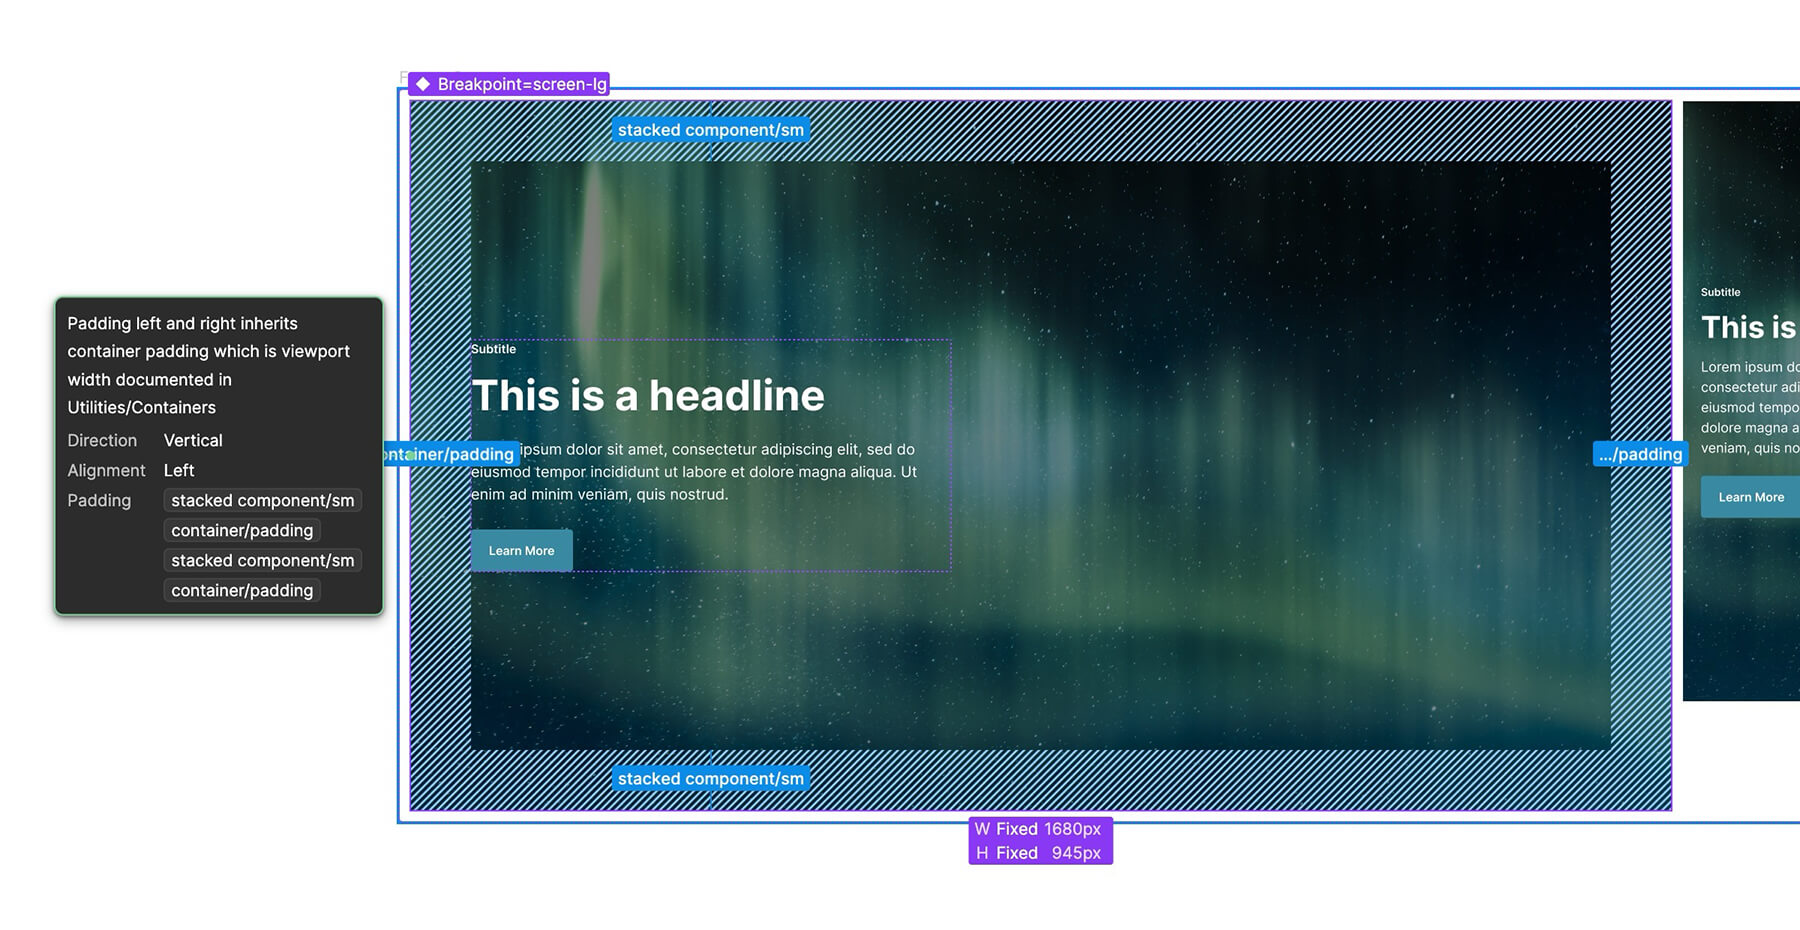 Breakpoint=screen-lg
stacked component/sm
Padding left and right inherits
container padding which is viewport
width documented in
Utilities/Containers
Direction Vertical
Alignment Left
Padding stacked component/sm
container/padding
stacked component/sm
container/padding
Subtitle
This is a headline
ontainer/padding
ipsum dolor sit amet, consectetur adipiscing elit, sed do
eiusmod tempor incididunt ut labore et dolore magna aliqua. Ut
enim ad minim veniam, quis nostrud.
Learn More
.../padding
stacked component/sm
W Fixed 1680px
H Fixed 945px
Subtitle
This is
Lorem ipsum do
consectetur adi
eiusmod tempo
dolore magna a
veniam, quis no
Learn More